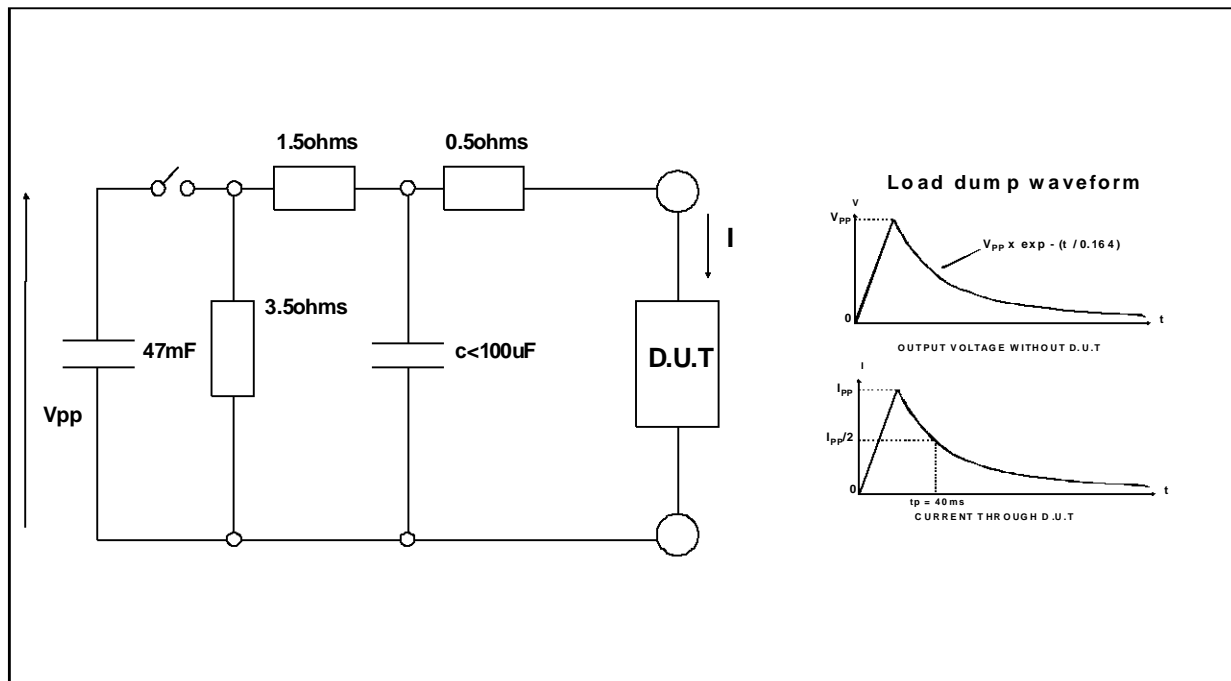 1.5ohms
0.5ohms
I
3.5ohms
47mF
c<100uF
D.U.T
Vpp
Load dump waveform
V
VPP
VPP x exp - (t / 0.164)
0
t
OUTPUT VOLTAGE WITHOUT D.U.T
I
IPP
IPP/2
0
t
tp = 40ms
CURRENT THROUGH D.U.T